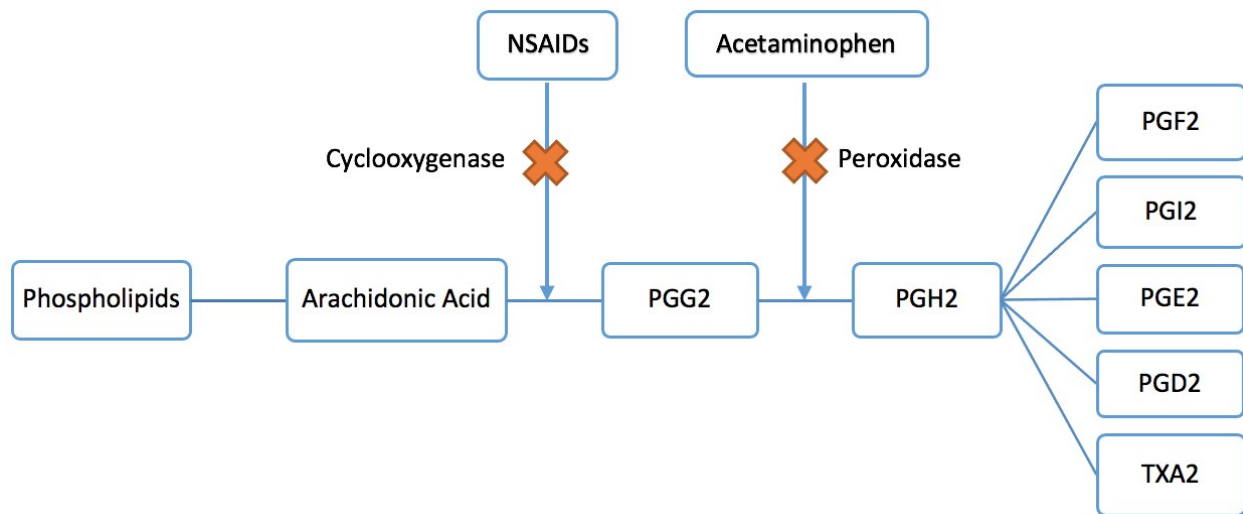 NSAIDs
Acetaminophen
Cyclooxygenase
Peroxidase
Phospholipids
Arachidonic Acid
PGG2
PGH2
PGF2
PGI2
PGE2
PGD2
TXA2